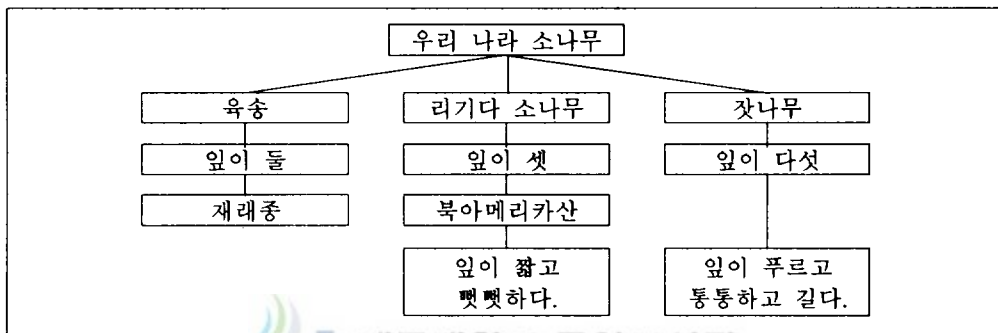 우리 나라 소나무
육송
리기다 소나무
잣나무
잎이 둘
잎이 셋
잎이 다섯
재래종
북아메리카산
잎이 짧고
뻣뻣하다.
잎이 푸르고
통통하고 길다.